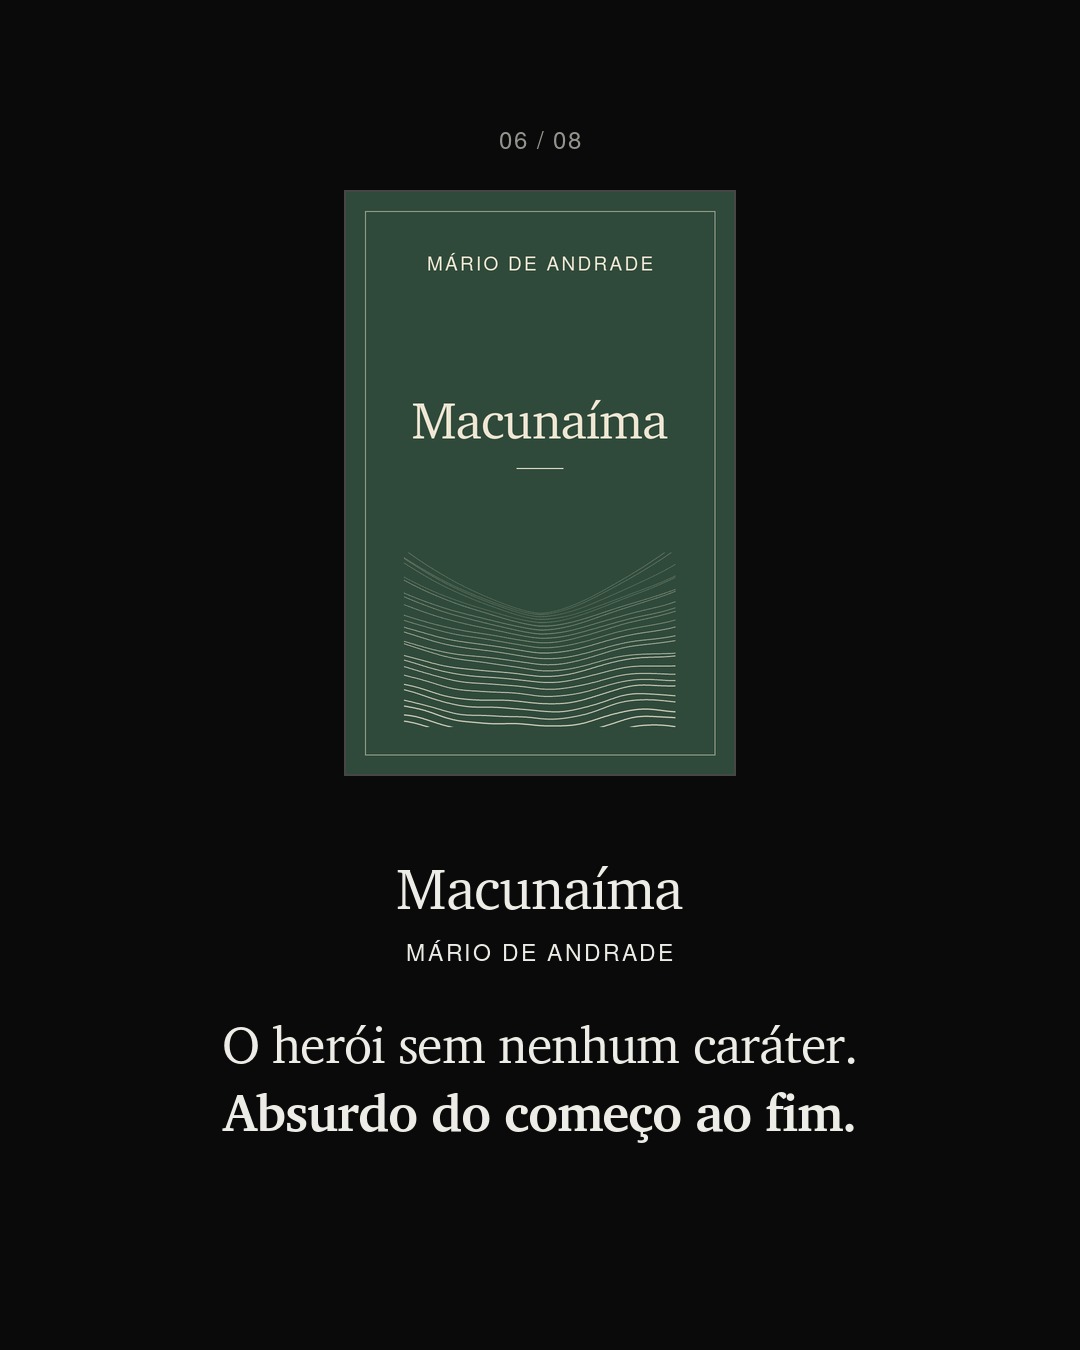 06 / 08
MÁRIO DE ANDRADE
Macunaíma
Macunaíma
MÁRIO DE ANDRADE
O herói sem nenhum caráter.
Absurdo do começo ao fim.